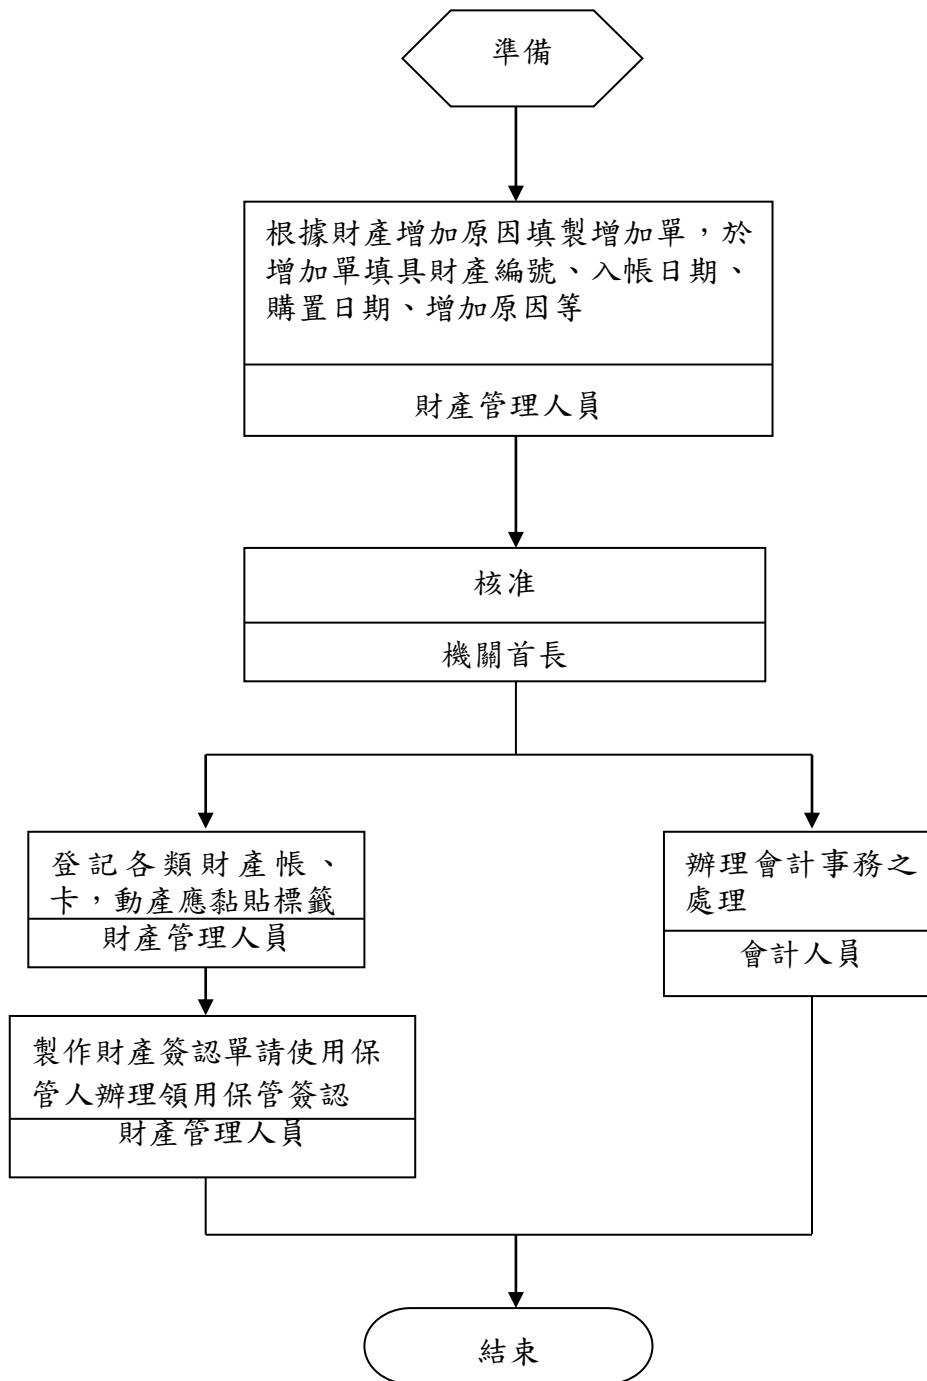 準備
根據財產增加原因填製增加單，於
增加單填具財產編號、入帳日期、
購置日期、增加原因等
財產管理人員
核准
機關首長
登記各類財產帳、
卡，動產應黏貼標籤
財產管理人員
辦理會計事務之
處理
會計人員
製作財產簽認單請使用保
管人辦理領用保管簽認
財產管理人員
結束